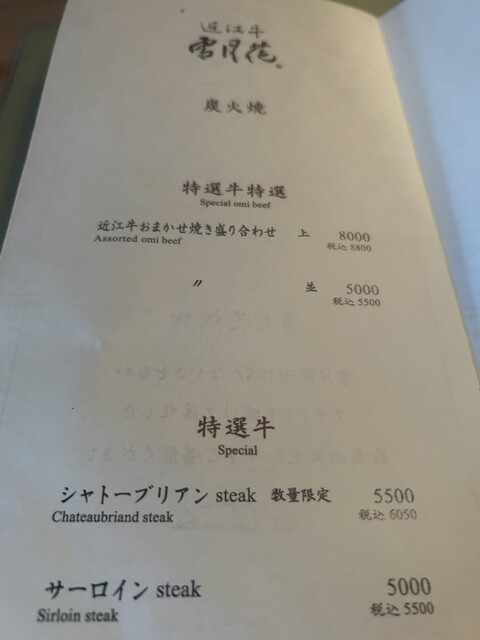 近江牛
雪月花
炭火焼
特選牛特選
Special omi beef
近江牛おまかせ焼き盛り合わせ 上 8000
Assorted omi beef 税込 8800
〃 並 5000
税込 5500
特選牛
Special
シャトーブリアン steak 数量限定 5500
Chateaubriand steak 税込 6050
サーロイン steak 5000
Sirloin steak 税込 5500